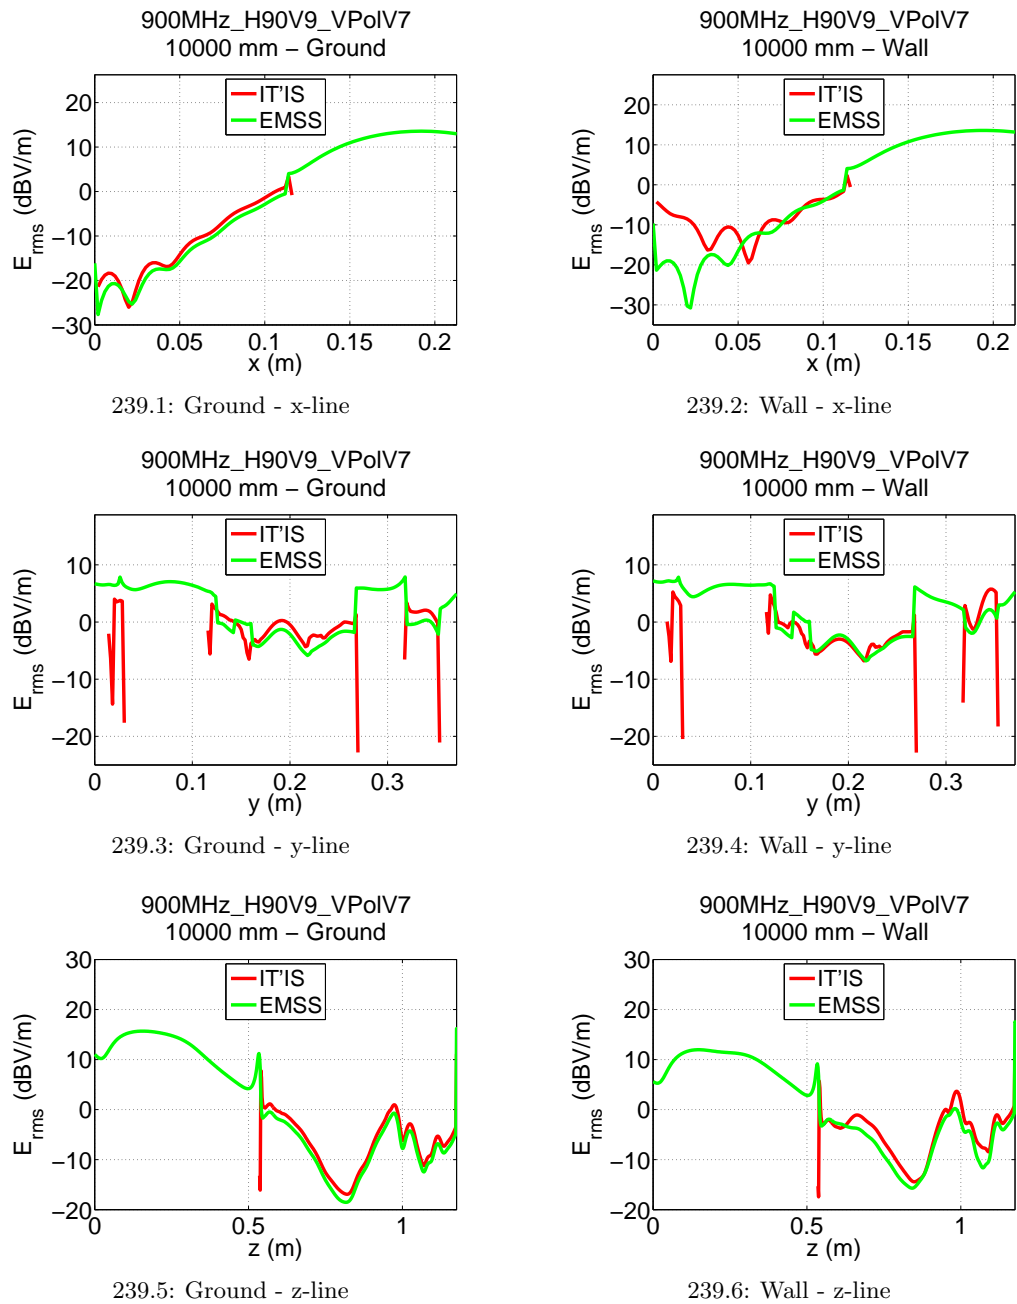 900MHz_H90V9_VPolV7
10000 mm − Ground
IT'IS
EMSS
20
10
0
−10
−20
−30
E_rms (dBV/m)
0 0.05 0.1 0.15 0.2
x (m)
239.1: Ground - x-line
900MHz_H90V9_VPolV7
10000 mm − Wall
IT'IS
EMSS
20
10
0
−10
−20
−30
E_rms (dBV/m)
0 0.05 0.1 0.15 0.2
x (m)
239.2: Wall - x-line
900MHz_H90V9_VPolV7
10000 mm − Ground
IT'IS
EMSS
10
0
−10
−20
E_rms (dBV/m)
0 0.1 0.2 0.3
y (m)
239.3: Ground - y-line
900MHz_H90V9_VPolV7
10000 mm − Wall
IT'IS
EMSS
10
0
−10
−20
E_rms (dBV/m)
0 0.1 0.2 0.3
y (m)
239.4: Wall - y-line
900MHz_H90V9_VPolV7
10000 mm − Ground
IT'IS
EMSS
30
20
10
0
−10
−20
E_rms (dBV/m)
0 0.5 1
z (m)
239.5: Ground - z-line
900MHz_H90V9_VPolV7
10000 mm − Wall
IT'IS
EMSS
30
20
10
0
−10
−20
E_rms (dBV/m)
0 0.5 1
z (m)
239.6: Wall - z-line